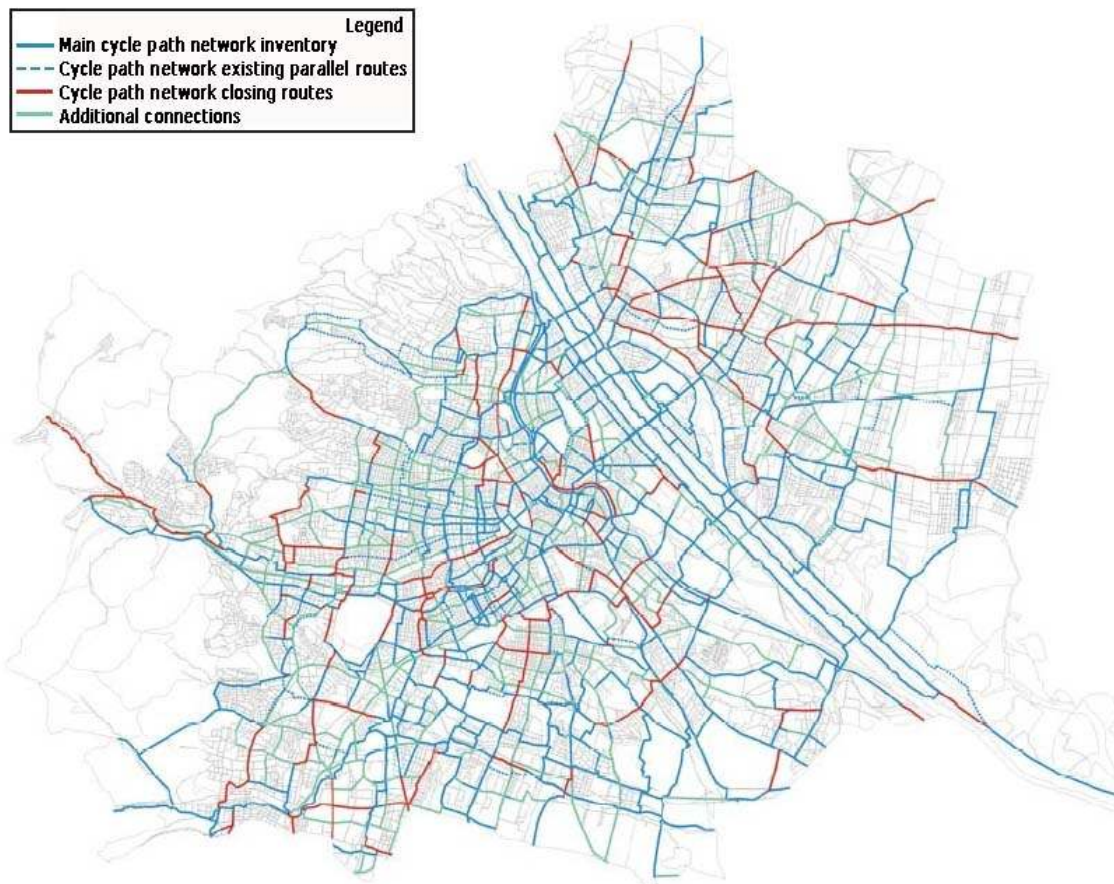 Legend
Main cycle path network inventory
Cycle path network existing parallel routes
Cycle path network closing routes
Additional connections